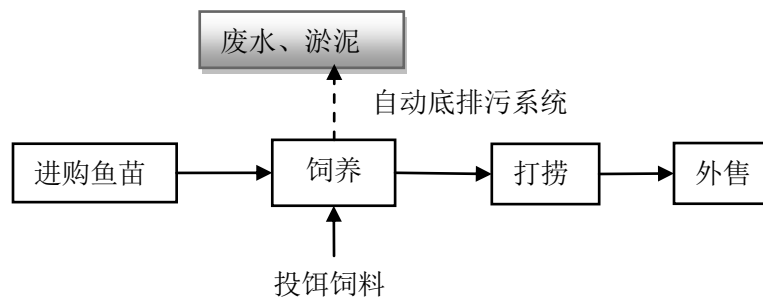 废水、淤泥
自动底排污系统
进购鱼苗
饲养
打捞
外售
投饵饲料